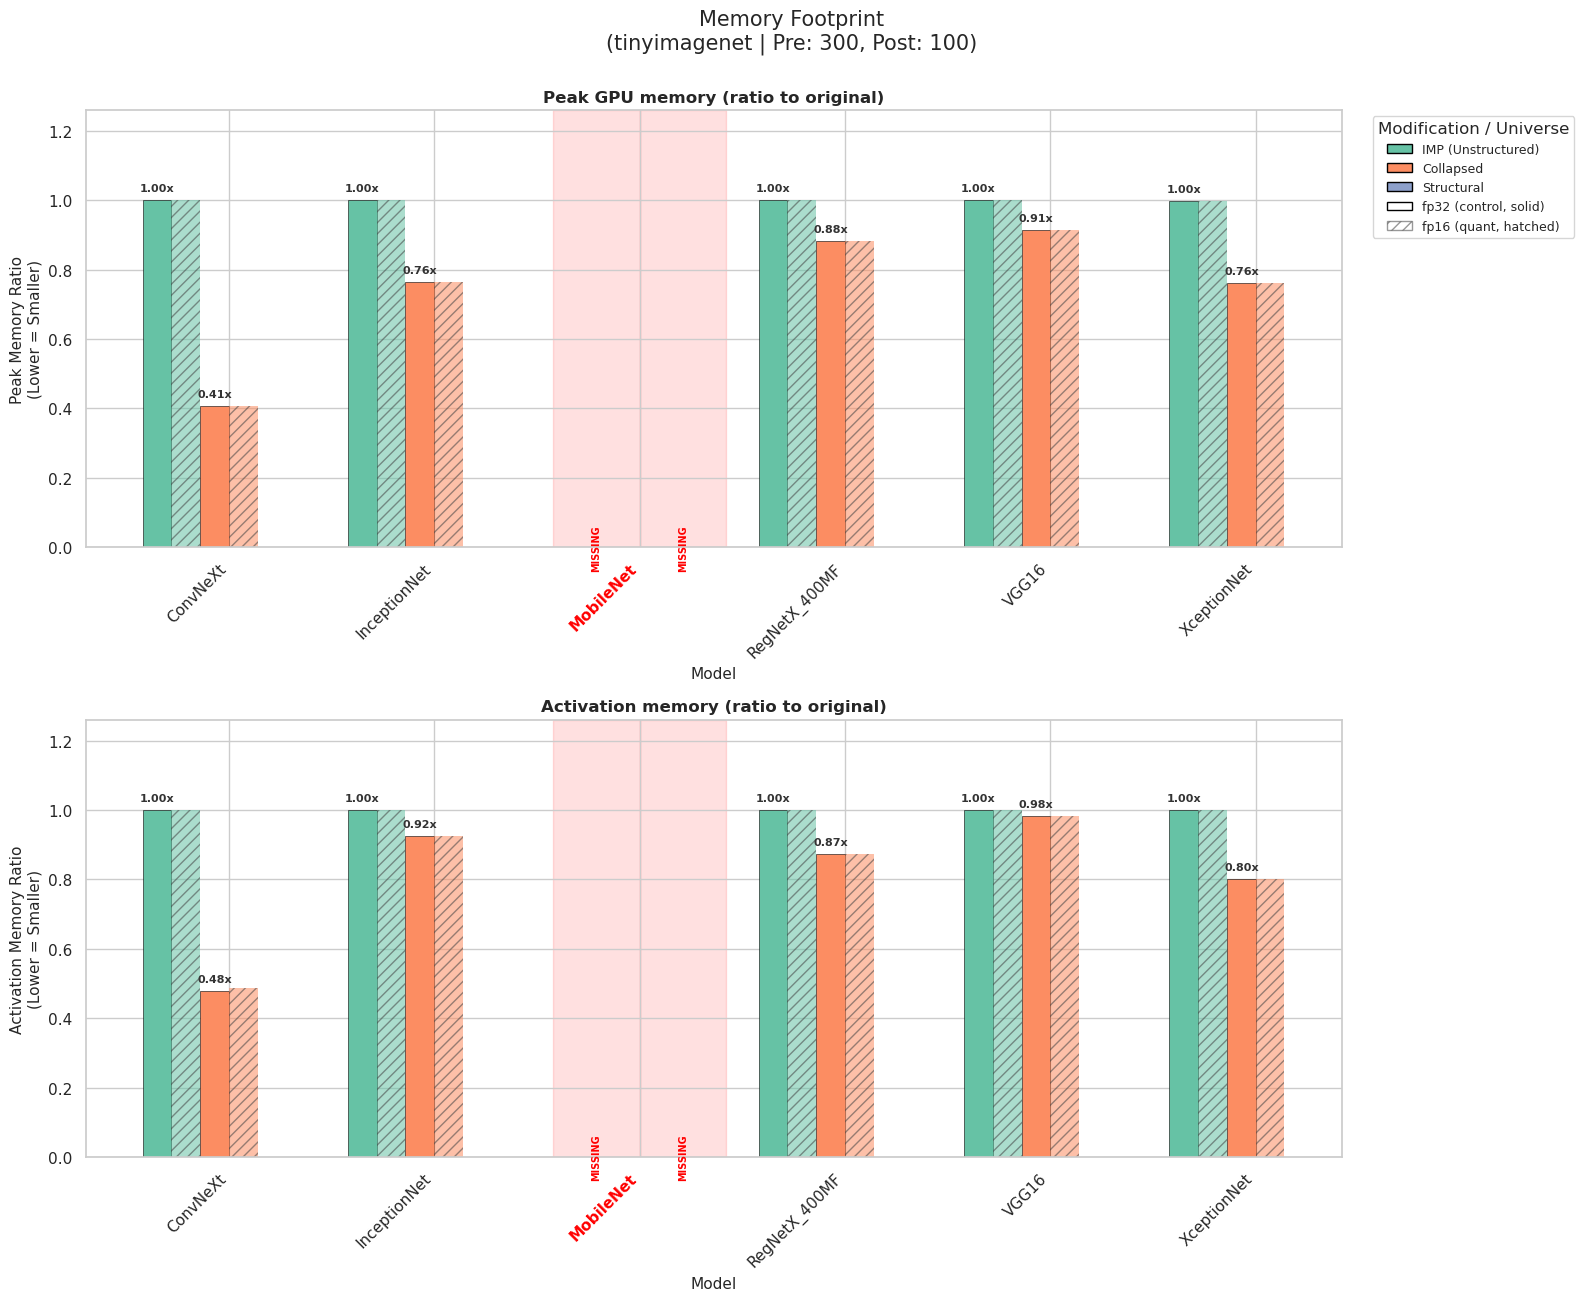 Memory Footprint
(tinyimagenet | Pre: 300, Post: 100)
Peak GPU memory (ratio to original)
Peak Memory Ratio
(Lower = Smaller)
1.2
1.0
0.8
0.6
0.4
0.2
0.0
1.00x
0.41x
1.00x
0.76x
MISSING
MISSING
1.00x
0.88x
1.00x
0.91x
1.00x
0.76x
ConvNeXt
InceptionNet
MobileNet
RegNetX_400MF
VGG16
XceptionNet
Model
Modification / Universe
IMP (Unstructured)
Collapsed
Structural
fp32 (control, solid)
fp16 (quant, hatched)
Activation memory (ratio to original)
Activation Memory Ratio
(Lower = Smaller)
1.2
1.0
0.8
0.6
0.4
0.2
0.0
1.00x
0.48x
1.00x
0.92x
MISSING
MISSING
1.00x
0.87x
1.00x
0.98x
1.00x
0.80x
ConvNeXt
InceptionNet
MobileNet
RegNetX_400MF
VGG16
XceptionNet
Model